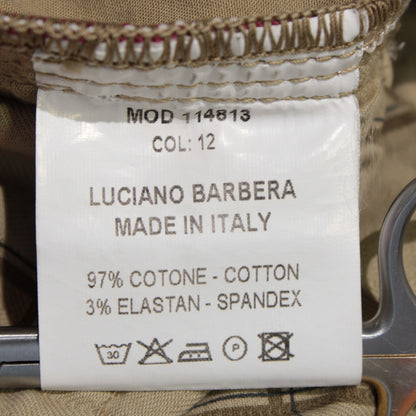 MOD 114813
COL: 12
LUCIANO BARBERA
MADE IN ITALY
97% COTONE - COTTON
3% ELASTAN - SPANDEX
30 P